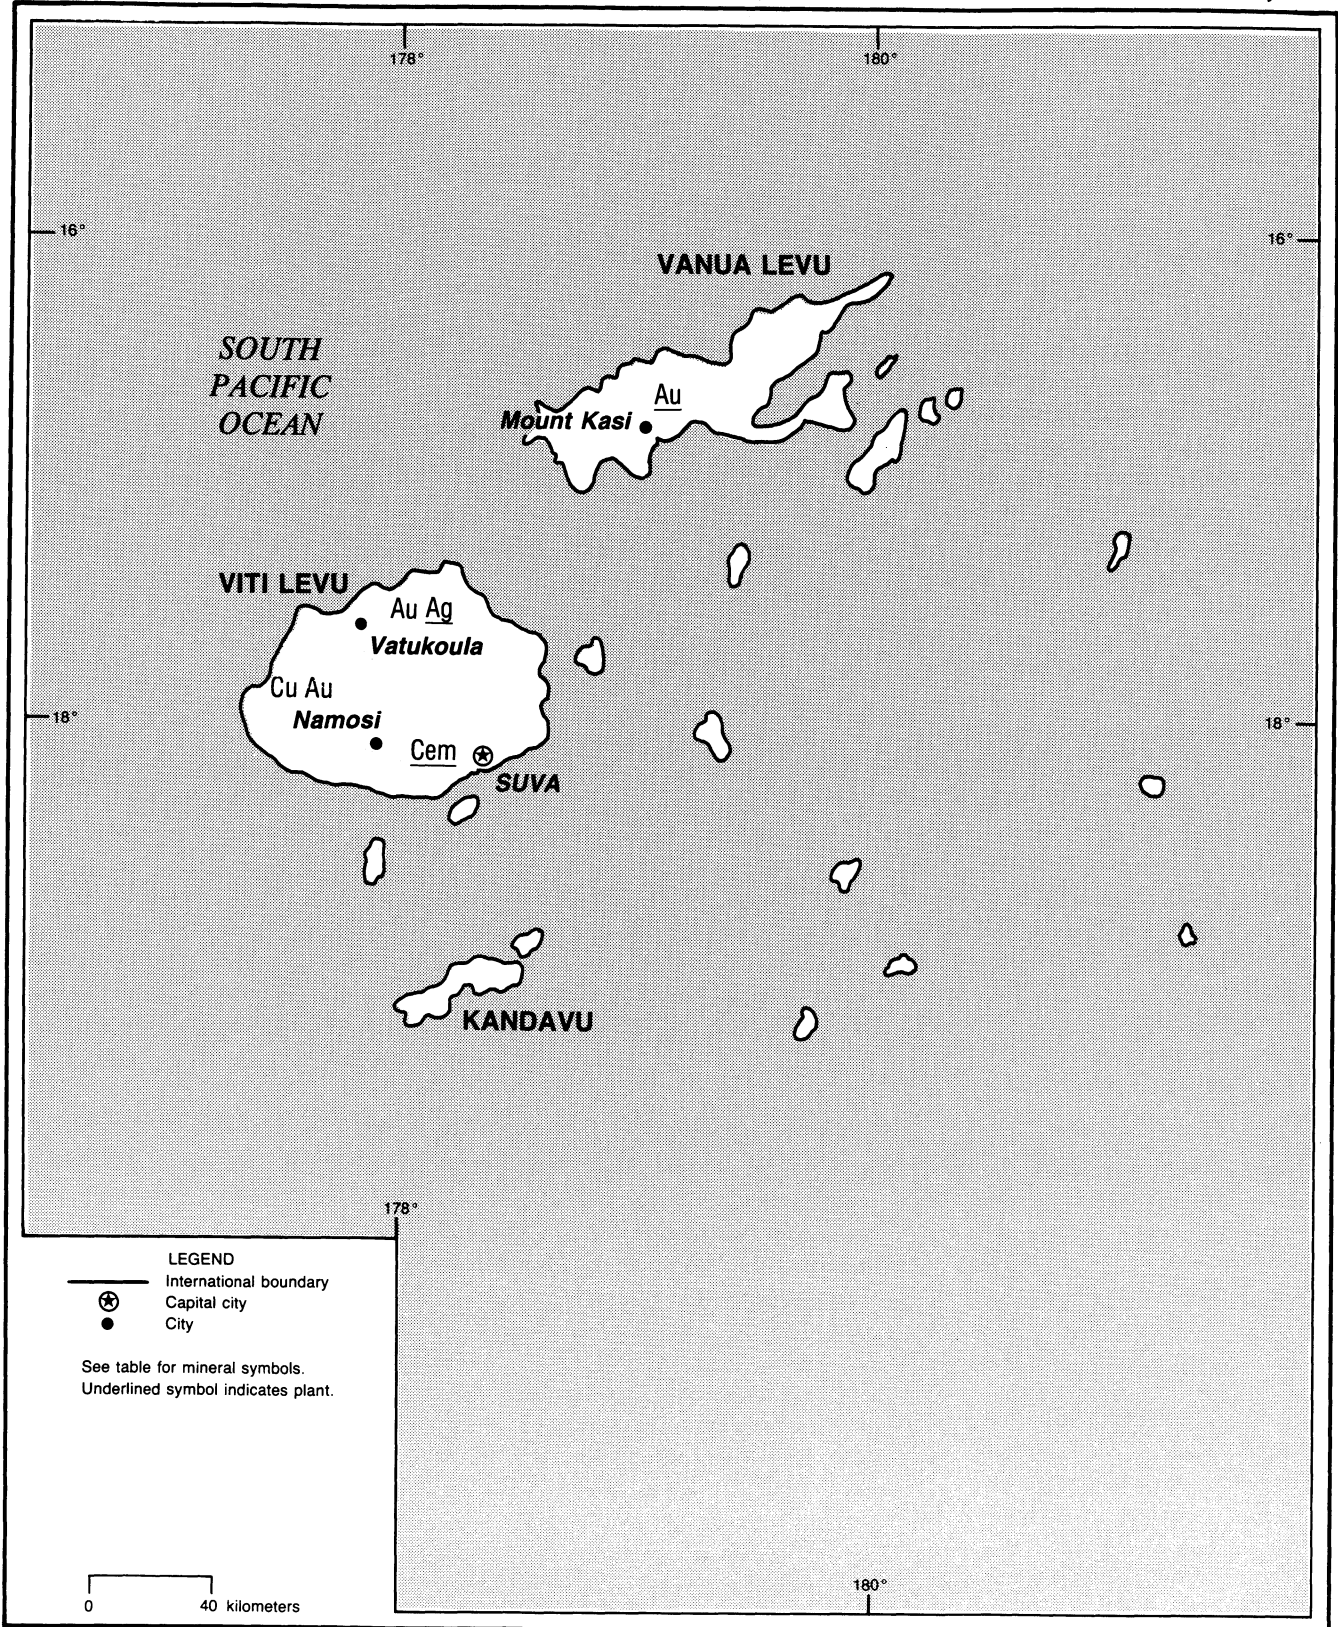 178°
180°
16°
16°
VANUA LEVU
SOUTH
PACIFIC
OCEAN
Au
Mount Kasi
VITI LEVU
Au Ag
Vatukoula
Cu Au
Namosi
18°
18°
Cem
SUVA
KANDAVU
178°
LEGEND
International boundary
Capital city
City
See table for mineral symbols.
Underlined symbol indicates plant.
180°
0 40 kilometers